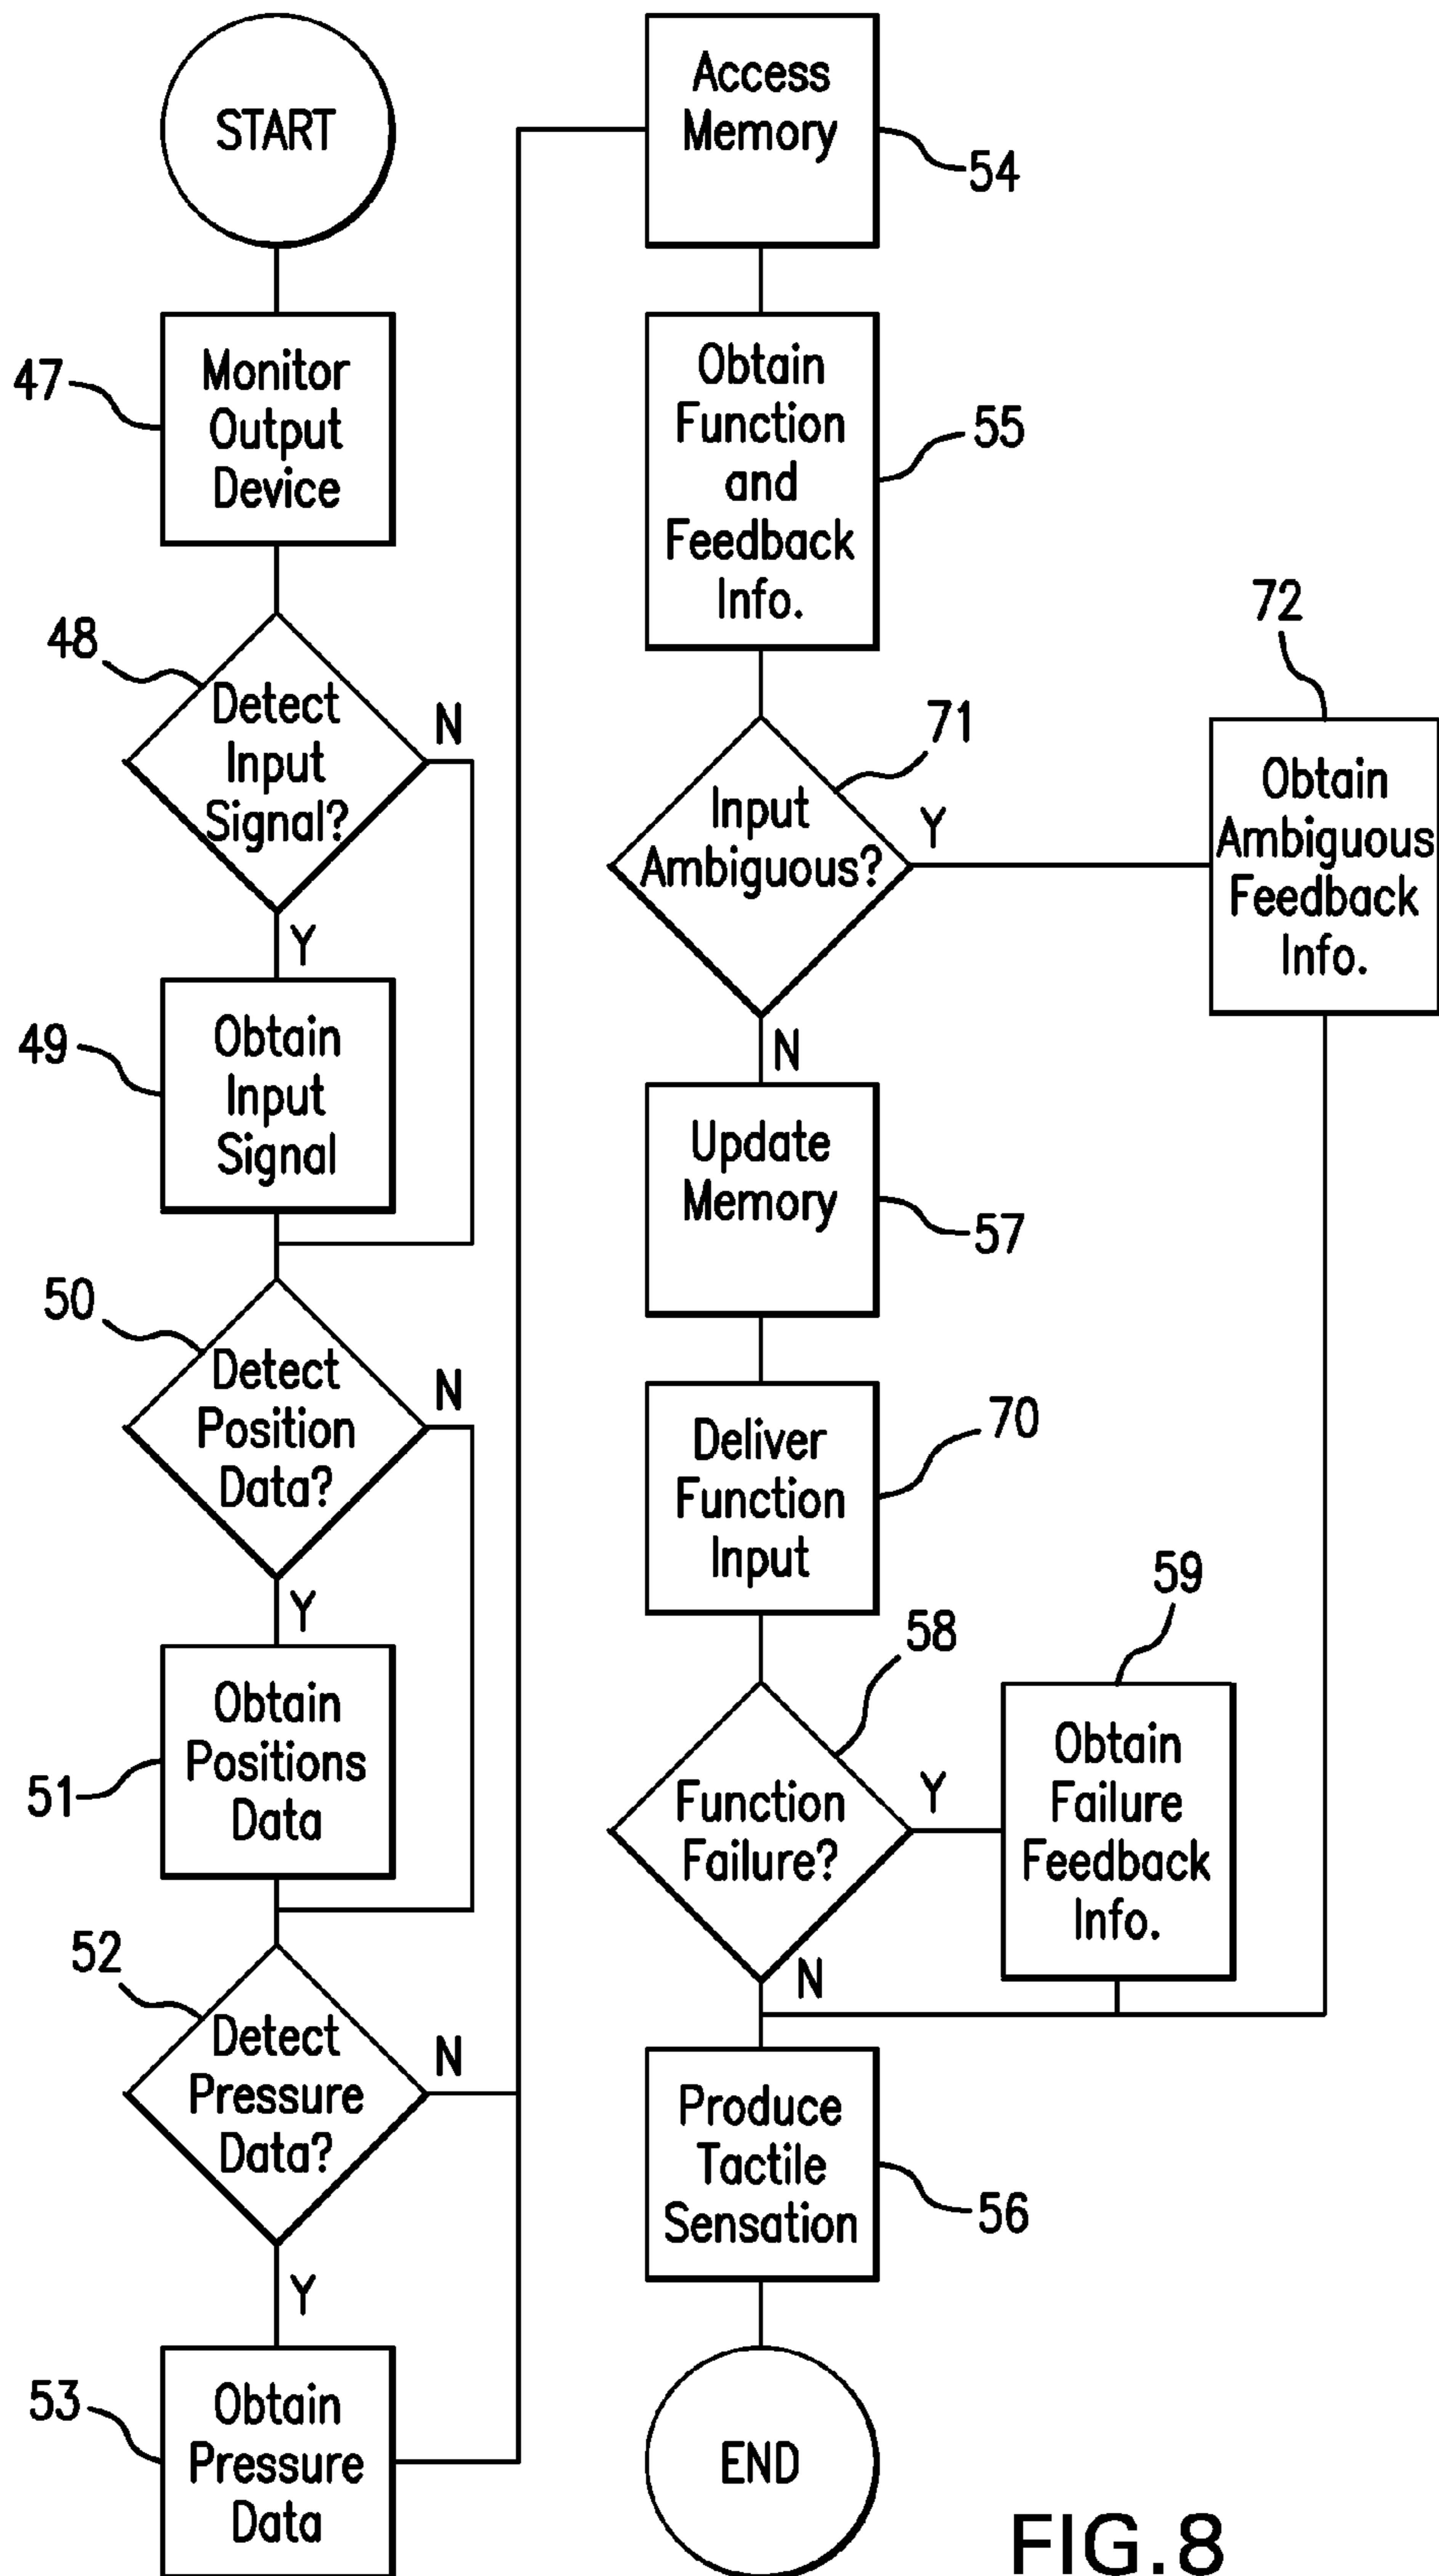 START
47
Monitor
Output
Device
48
Detect
Input
Signal?
N
Y
49
Obtain
Input
Signal
50
Detect
Position
Data?
N
Y
51
Obtain
Positions
Data
52
Detect
Pressure
Data?
N
Y
53
Obtain
Pressure
Data
Access
Memory
54
Obtain
Function
and
Feedback
Info.
55
71
Input
Ambiguous?
Y
N
72
Obtain
Ambiguous
Feedback
Info.
Update
Memory
57
Deliver
Function
Input
70
58
Function
Failure?
Y
N
59
Obtain
Failure
Feedback
Info.
Produce
Tactile
Sensation
56
END
FIG.8